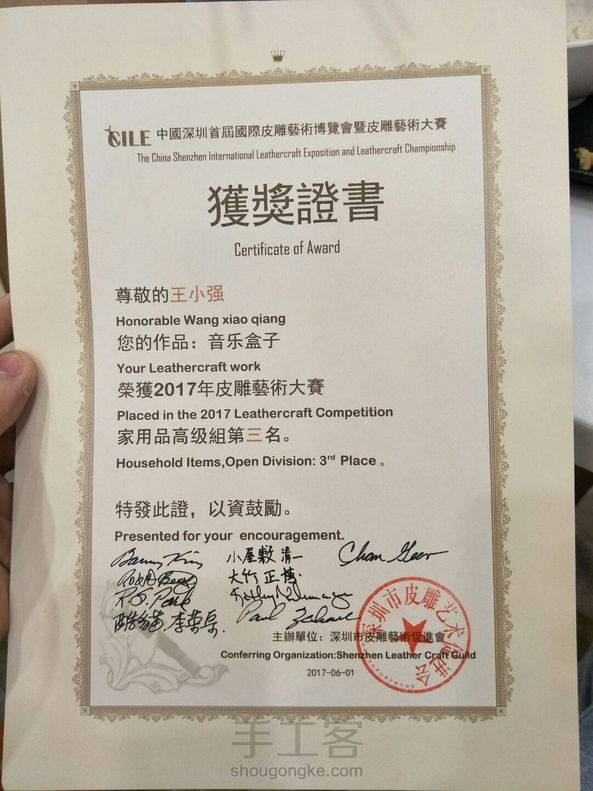 CILE 中國深圳首屆國際皮雕藝術博覽會暨皮雕藝術大賽
The China Shenzhen International Leathercraft Exposition and Leathercraft Championship
獲獎證書
Certificate of Award
尊敬的王小强
Honorable Wang xiao qiang
您的作品：音乐盒子
Your Leathercraft work
榮獲2017年皮雕藝術大賽
Placed in the 2017 Leathercraft Competition
家用品高级組第三名。
Household Items,Open Division: 3rd Place 。
特發此證，以資鼓勵。
Presented for your encouragement.
小屋敷清一
大竹正博
主辦單位：深圳市皮雕藝術促進會
Conferring Organization:Shenzhen Leather Craft Guild
2017-06-01
手工客
shougongke.com